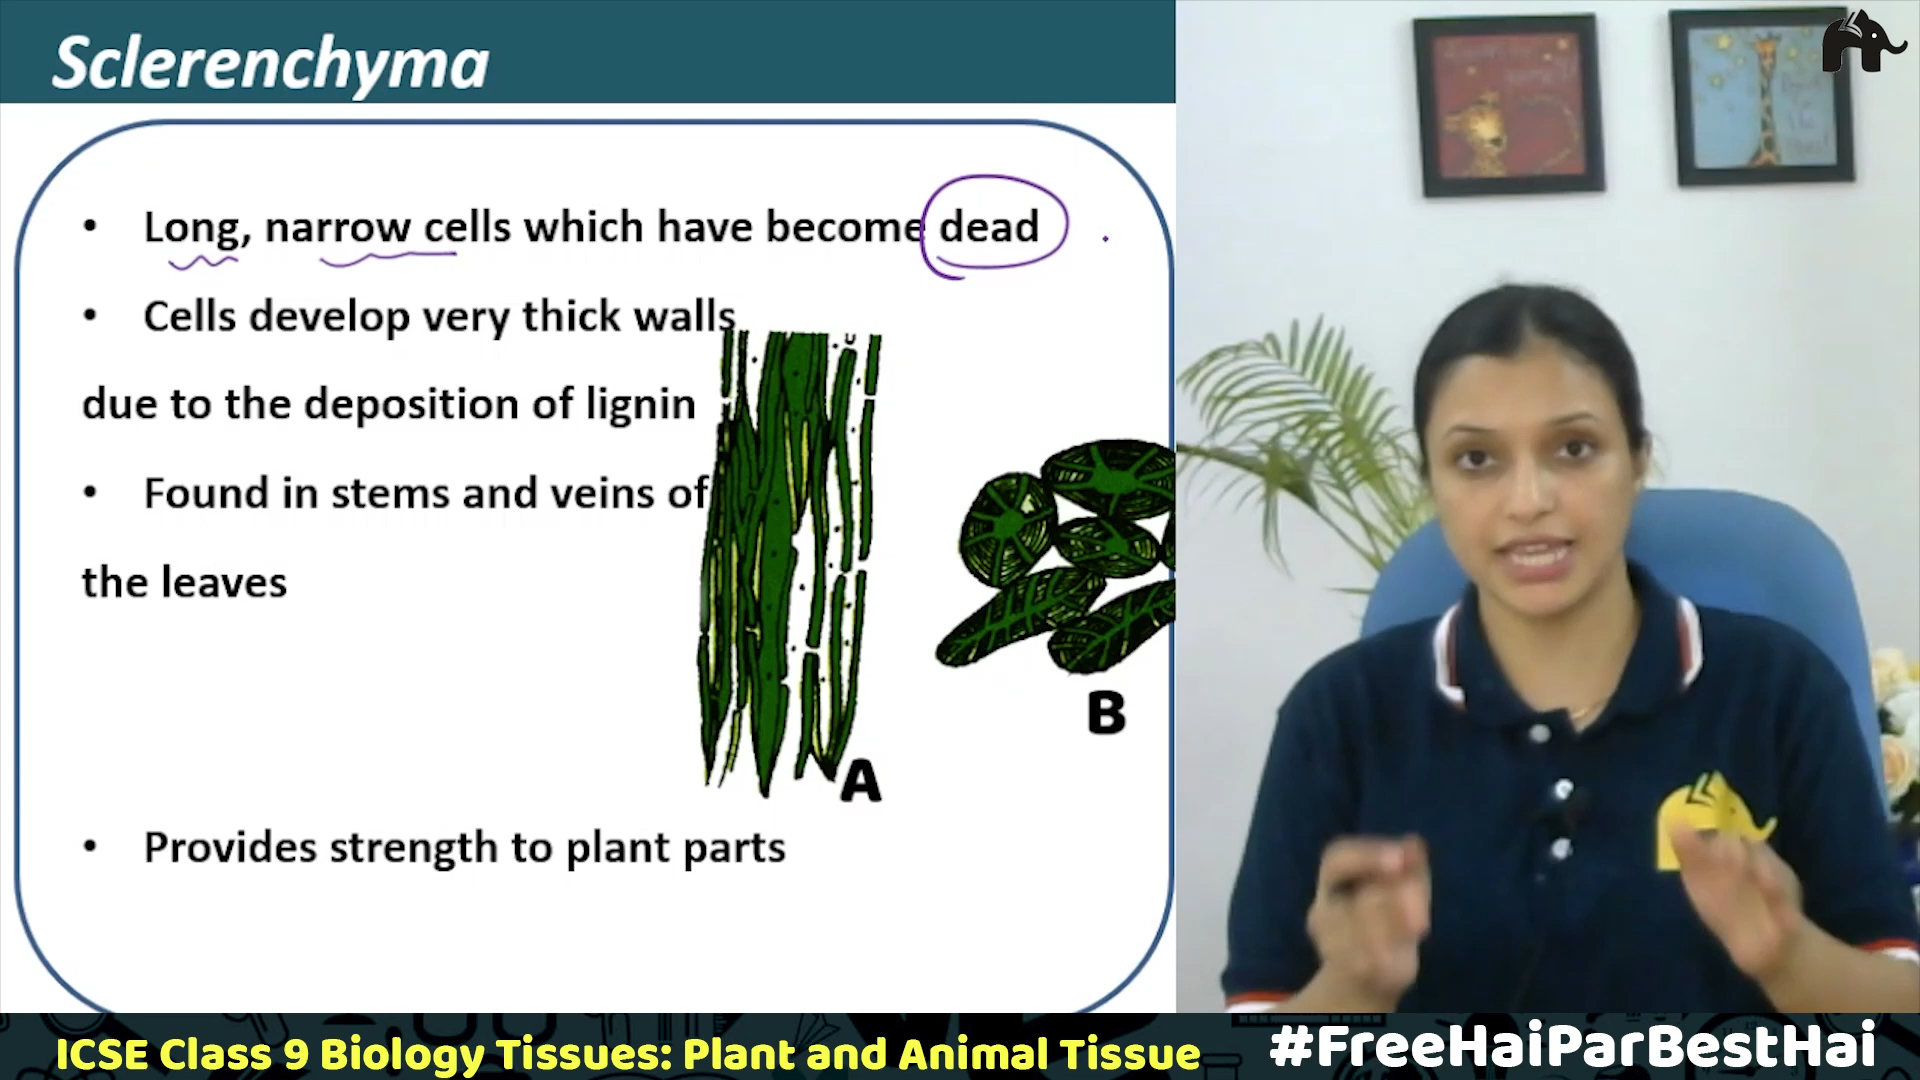 Sclerenchyma
• Long, narrow cells which have become dead
• Cells develop very thick walls
due to the deposition of lignin
• Found in stems and veins of
the leaves
A
B
• Provides strength to plant parts
ICSE Class 9 Biology Tissues: Plant and Animal Tissue
#FreeHaiParBestHai